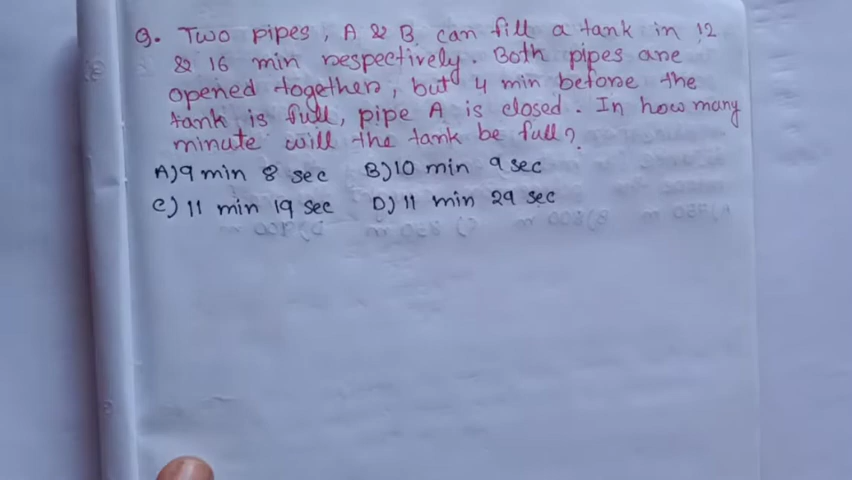 Q. Two pipes, A & B can fill a tank in 12
& 16 min respectively. Both pipes are
opened together, but 4 min before the
tank is full, pipe A is closed. In how many
minute will the tank be full?
A) 9 min 8 sec B) 10 min 9 sec
C) 11 min 19 sec D) 11 min 29 sec